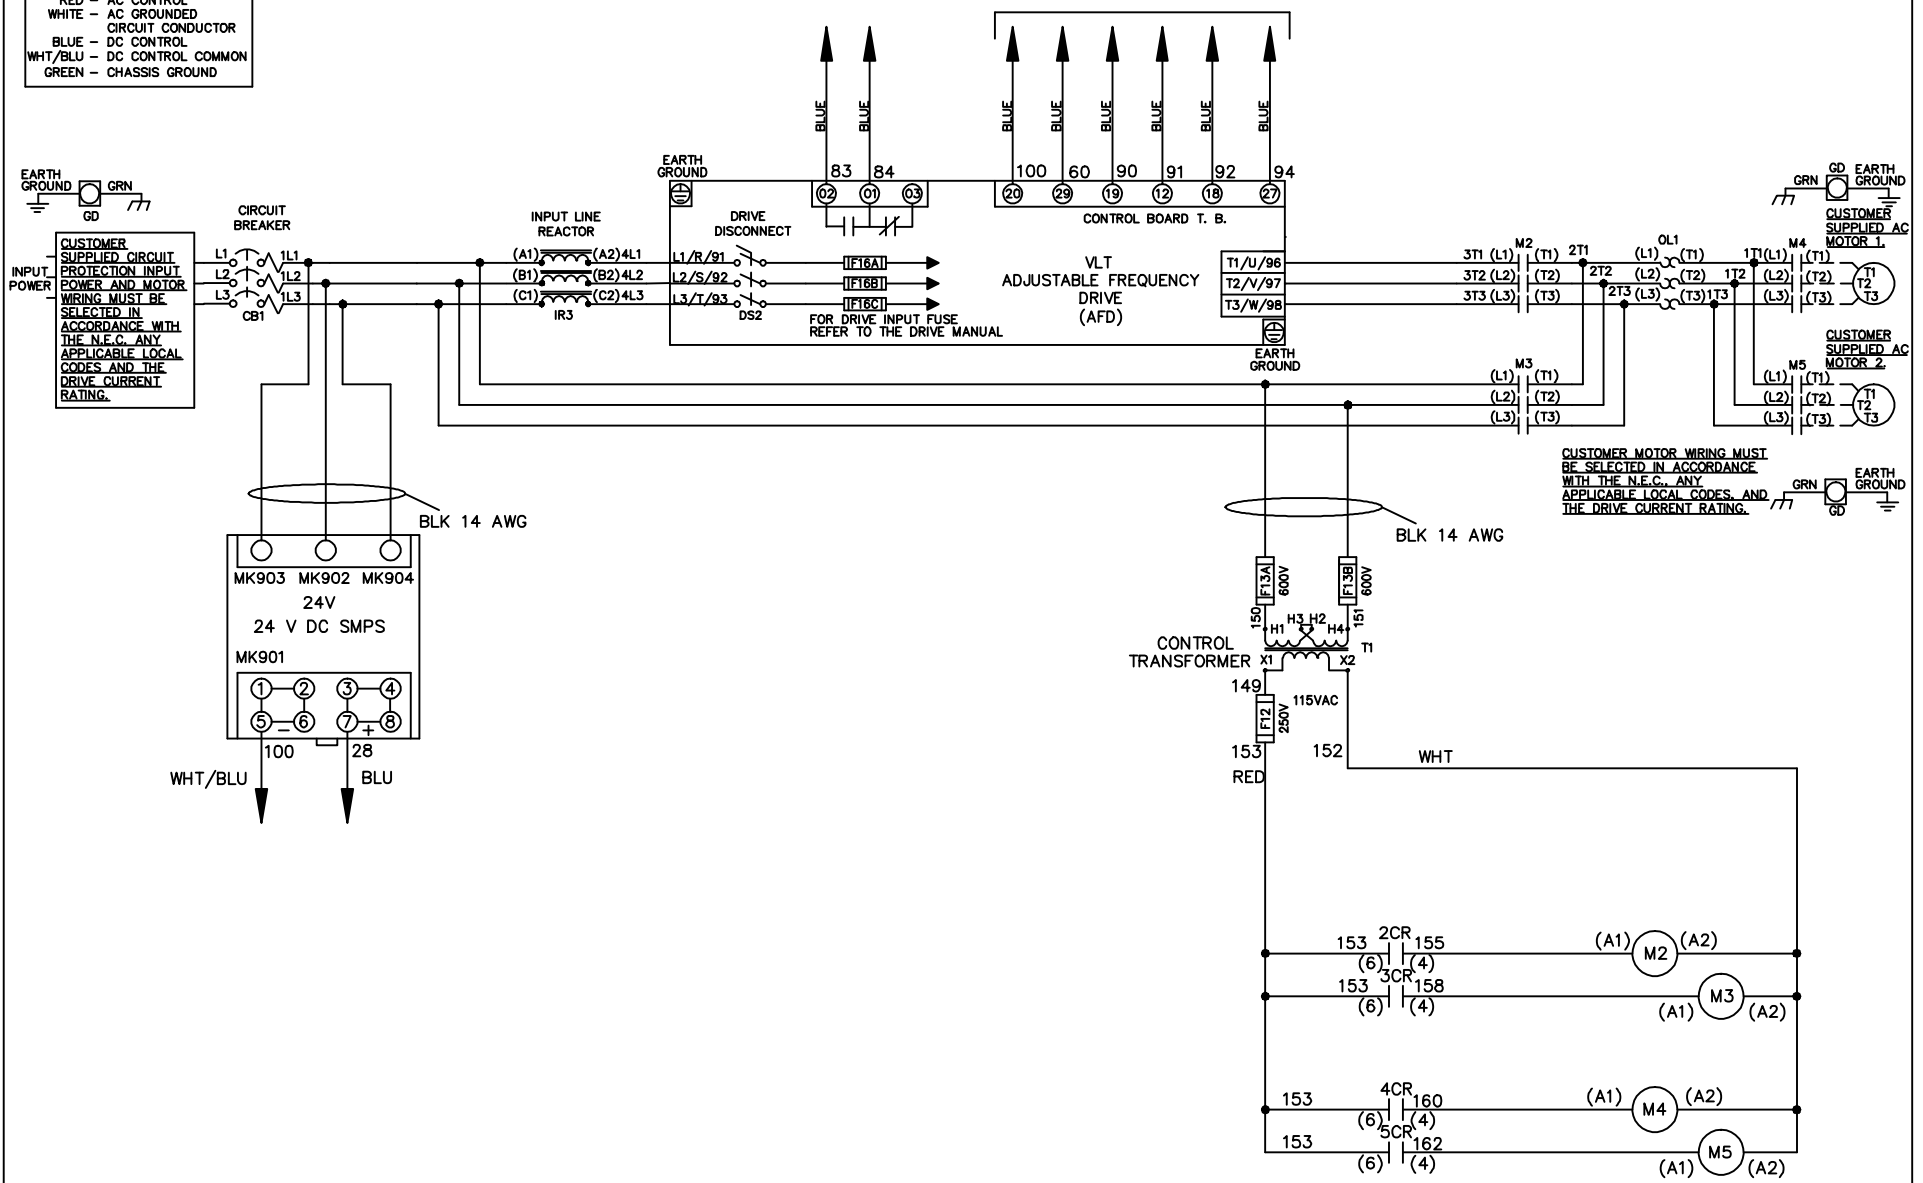 RED – AC CONTROL
WHITE – AC GROUNDED
CIRCUIT CONDUCTOR
BLUE – DC CONTROL
WHT/BLU – DC CONTROL COMMON
GREEN – CHASSIS GROUND
BLUE
BLUE
BLUE
BLUE
BLUE
BLUE
BLUE
BLUE
EARTH
GROUND
GRN
GD
EARTH
GROUND
83
84
100
60
90
91
92
94
02
01
03
20
29
19
12
18
27
CONTROL BOARD T. B.
GD
EARTH
GROUND
GRN
CUSTOMER
SUPPLIED AC
MOTOR 1.
INPUT
POWER
CUSTOMER
SUPPLIED CIRCUIT
PROTECTION INPUT
POWER AND MOTOR
WIRING MUST BE
SELECTED IN
ACCORDANCE WITH
THE N.E.C. ANY
APPLICABLE LOCAL
CODES AND THE
DRIVE CURRENT
RATING.
CIRCUIT
BREAKER
L1
1L1
L2
1L2
L3
1L3
CB1
INPUT LINE
REACTOR
(A1)
(A2)
4L1
(B1)
(B2)
4L2
(C1)
(C2)
4L3
IR3
DRIVE
DISCONNECT
L1/R/91
L2/S/92
L3/T/93
DS2
F16A
F16B
F16C
FOR DRIVE INPUT FUSE
REFER TO THE DRIVE MANUAL
VLT
ADJUSTABLE FREQUENCY
DRIVE
(AFD)
T1/U/96
T2/V/97
T3/W/98
EARTH
GROUND
3T1 (L1)
M2
(T1)
2T1
3T2 (L2)
(T2)
2T2
3T3 (L3)
(T3)
2T3
OL1
(L1)
(T1)
1T1
(L2)
(T2)
1T2
(L3)
(T3)
1T3
M4
(L1)
(T1)
(L2)
(T2)
(L3)
(T3)
T1
T2
T3
M3
(L1)
(T1)
(L2)
(T2)
(L3)
(T3)
CUSTOMER
SUPPLIED AC
MOTOR 2.
M5
(L1)
(T1)
(L2)
(T2)
(L3)
(T3)
T1
T2
T3
CUSTOMER MOTOR WIRING MUST
BE SELECTED IN ACCORDANCE
WITH THE N.E.C., ANY
APPLICABLE LOCAL CODES, AND
THE DRIVE CURRENT RATING.
GRN
EARTH
GROUND
GD
BLK 14 AWG
BLK 14 AWG
MK903
MK902
MK904
24V
24 V DC SMPS
MK901
1
2
3
4
5
6
7
8
–
+
100
28
WHT/BLU
BLU
F13A
600V
F13B
600V
150
151
H1
H3
H2
H4
T1
CONTROL
TRANSFORMER
X1
X2
149
115VAC
F12
250V
153
152
RED
WHT
153
2CR
155
(6)
(4)
(A1)
M2
(A2)
153
3CR
158
(6)
(4)
(A1)
M3
(A2)
153
4CR
160
(6)
(4)
(A1)
M4
(A2)
153
5CR
162
(6)
(4)
(A1)
M5
(A2)